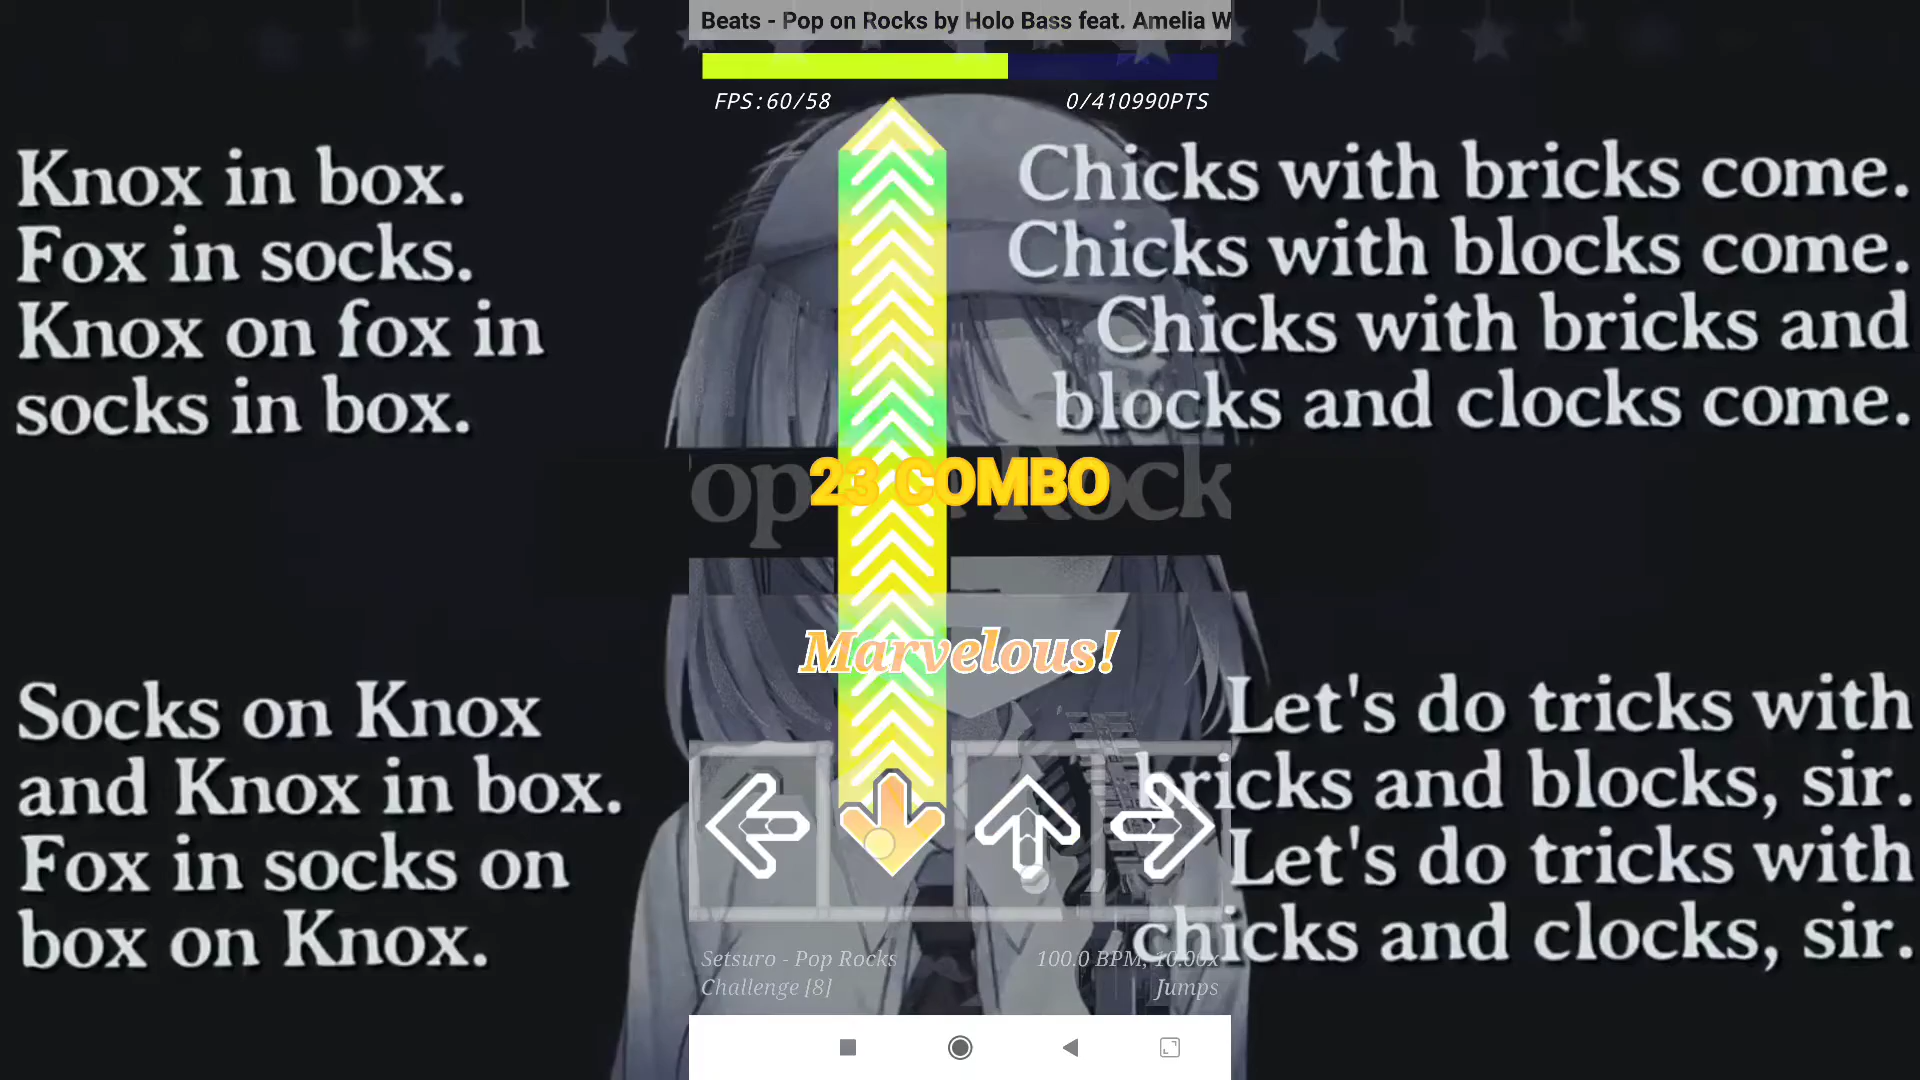 Beats - Pop on Rocks by Holo Bass feat. Amelia W
FPS:60/58
0/410990PTS
Knox in box.
Fox in socks.
Knox on fox in
socks in box.
Chicks with bricks come.
Chicks with blocks come.
Chicks with bricks and
blocks and clocks come.
23 COMBO
Marvelous!
Socks on Knox
and Knox in box.
Fox in socks on
box on Knox.
Let's do tricks with
bricks and blocks, sir.
Let's do tricks with
chicks and clocks, sir.
Setsuro - Pop Rocks
Challenge [8]
100.0 BPM, 10.00x
Jumps